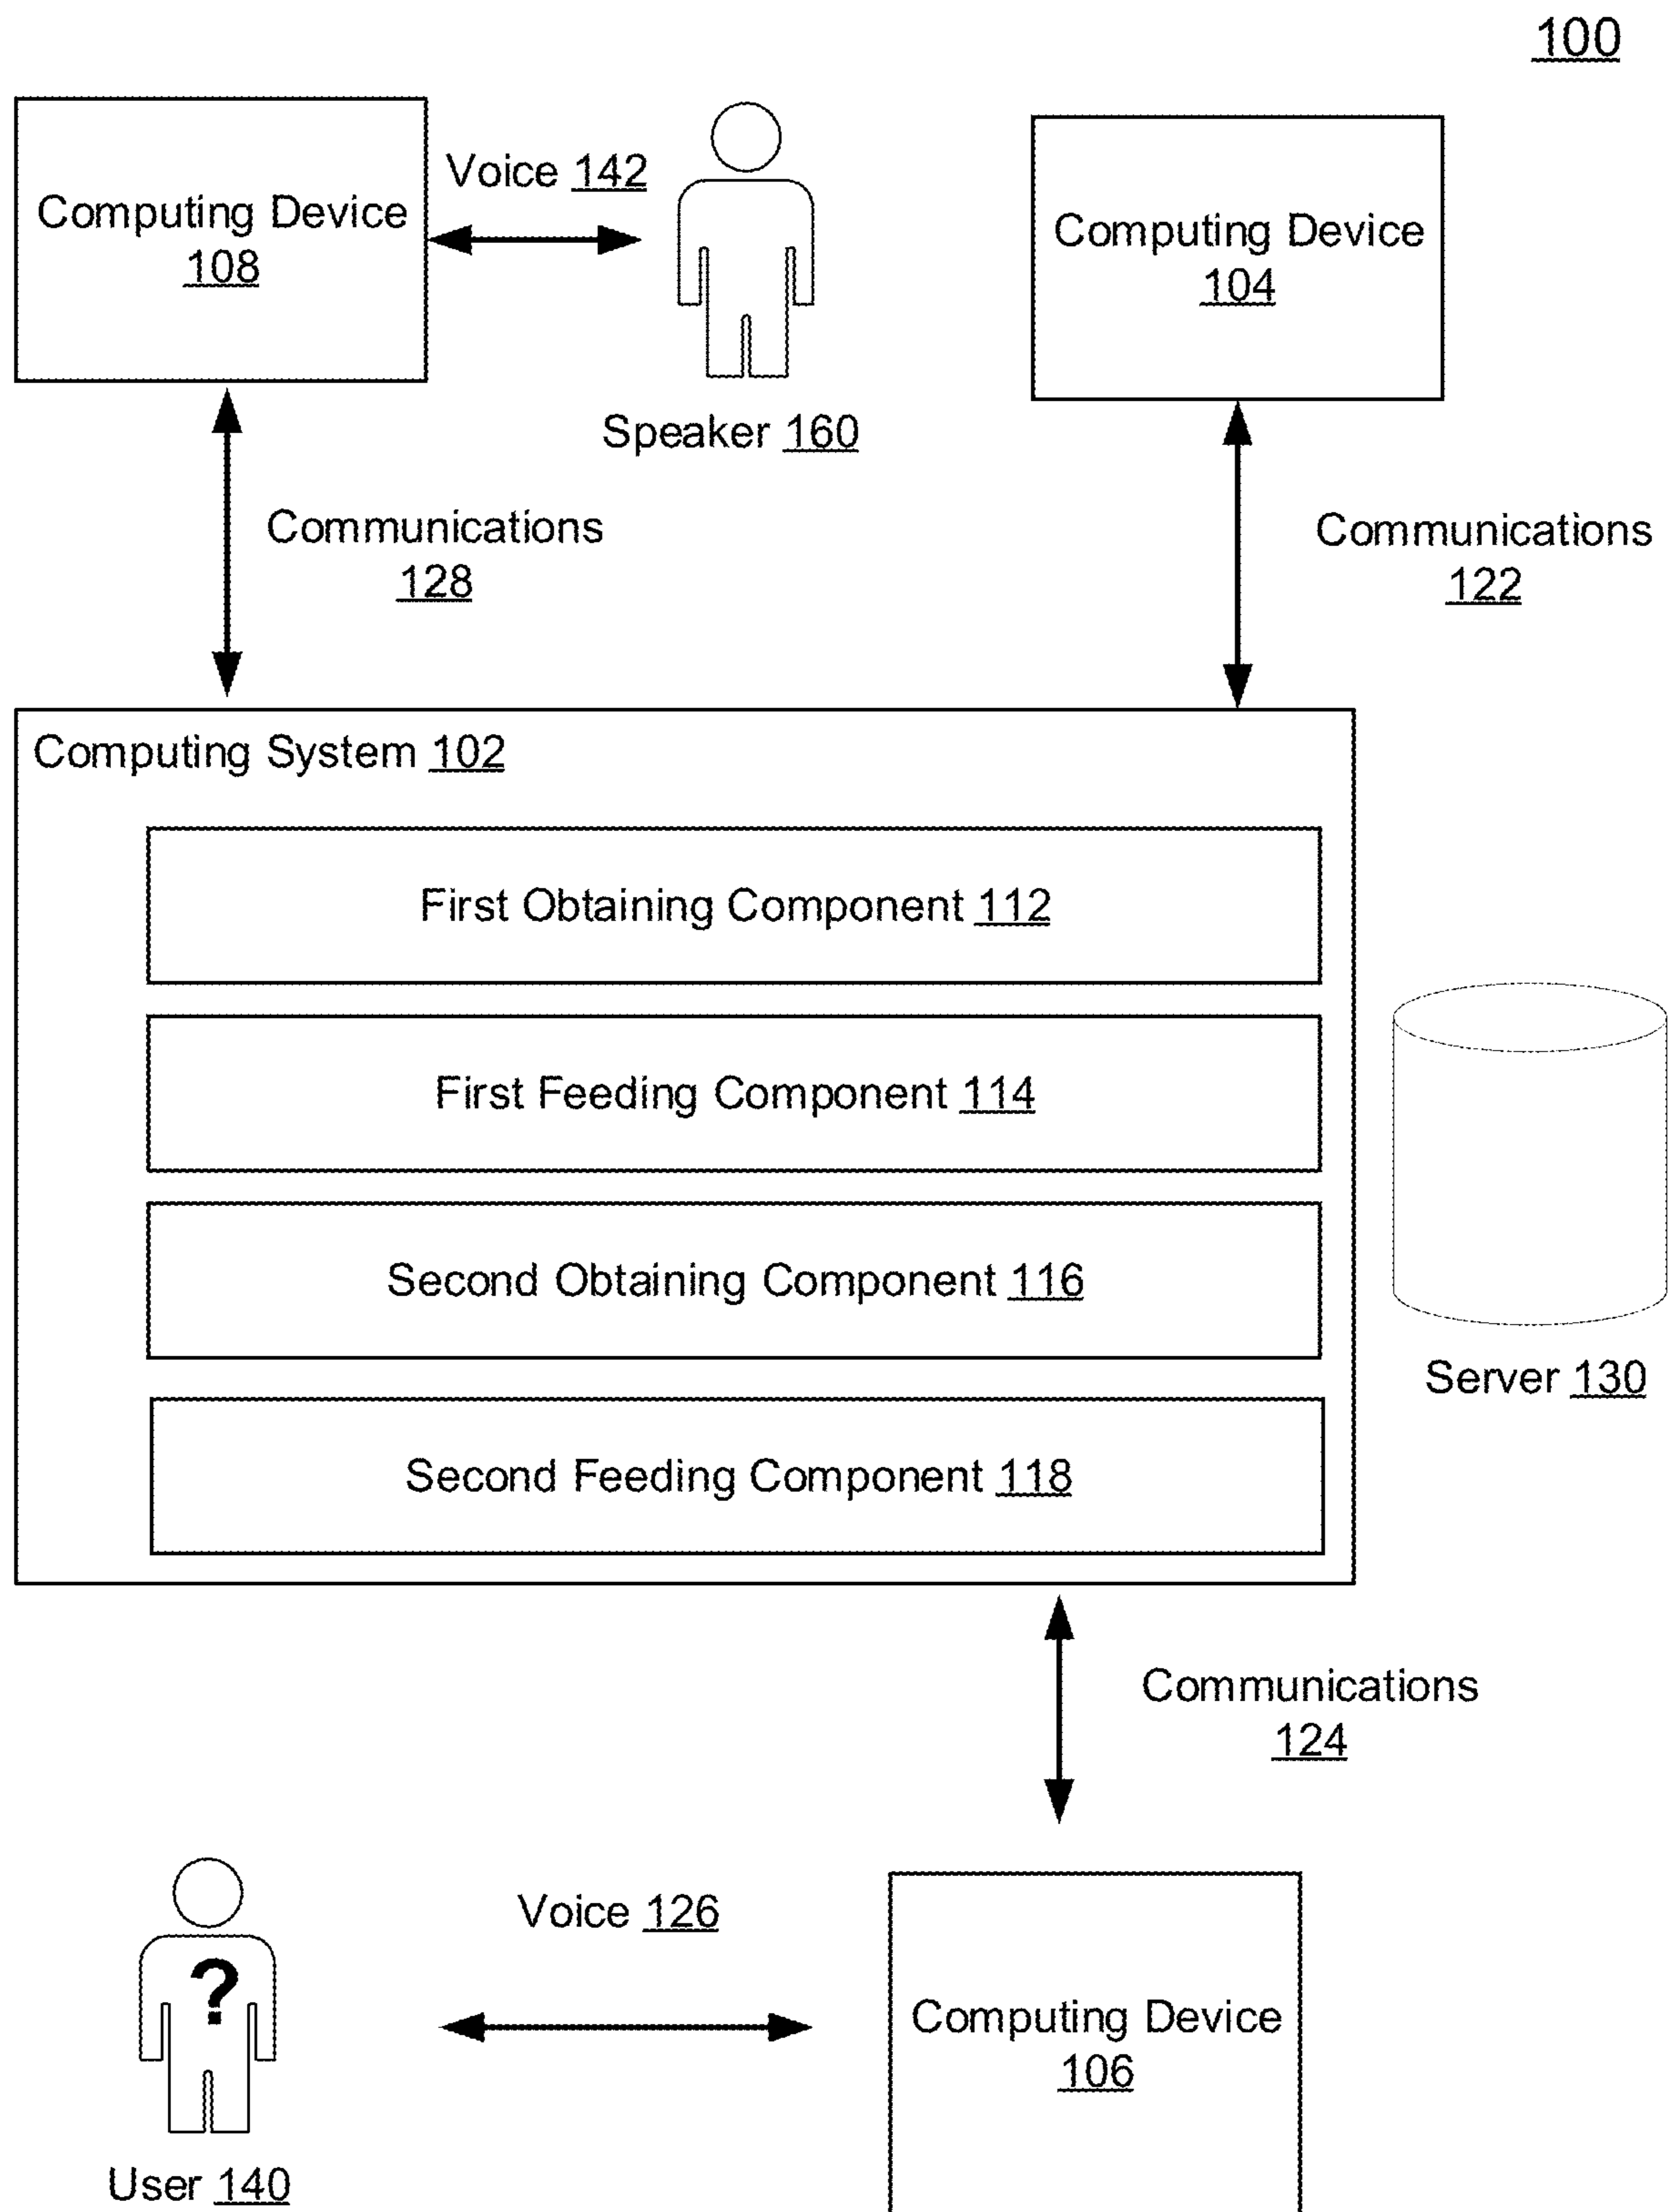 100
Voice 142
Computing Device
108
Computing Device
104
Speaker 160
Communications
128
Communications
122
Computing System 102
First Obtaining Component 112
First Feeding Component 114
Second Obtaining Component 116
Server 130
Second Feeding Component 118
Communications
124
Voice 126
?
Computing Device
106
User 140